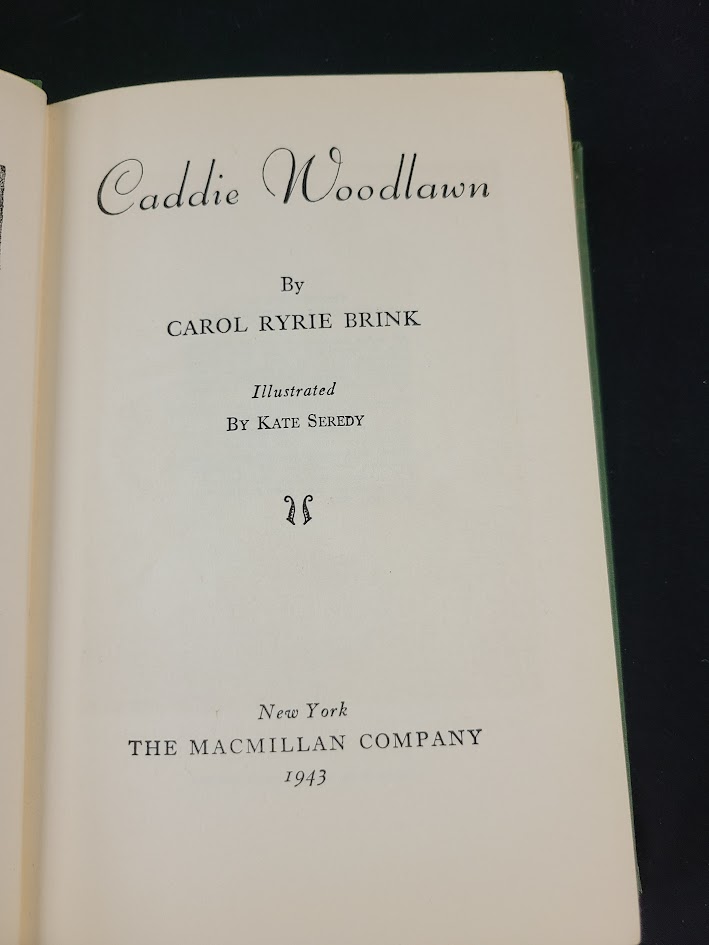 Caddie Woodlawn
By
CAROL RYRIE BRINK
Illustrated
BY KATE SEREDY
New York
THE MACMILLAN COMPANY
1943